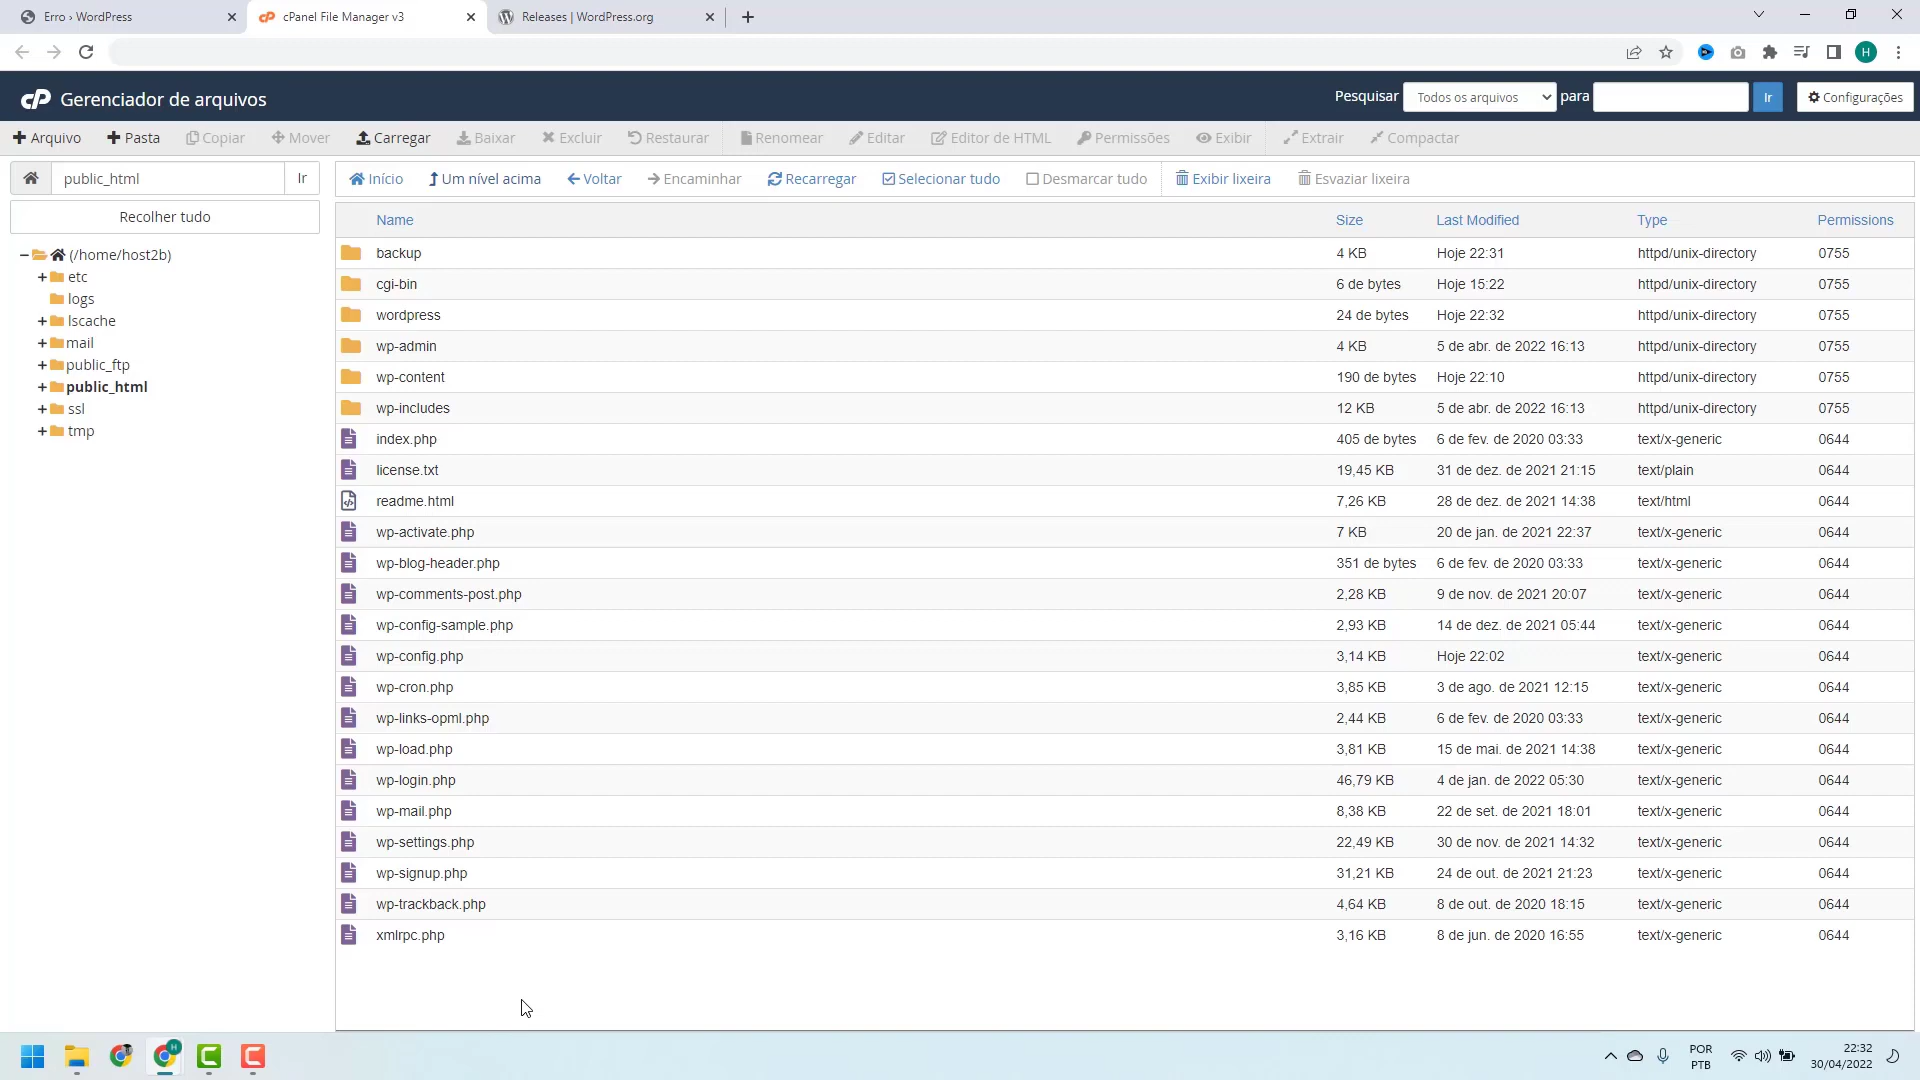 Erro › WordPress
cPanel File Manager v3
Releases | WordPress.org
H
cP Gerenciador de arquivos
Pesquisar Todos os arquivos para Ir Configurações
Arquivo Pasta Copiar Mover Carregar Baixar Excluir Restaurar Renomear Editar Editor de HTML Permissões Exibir Extrair Compactar
public_html Ir
Início Um nível acima Voltar Encaminhar Recarregar Selecionar tudo Desmarcar tudo Exibir lixeira Esvaziar lixeira
Recolher tudo
(/home/host2b)
etc
logs
lscache
mail
public_ftp
public_html
ssl
tmp
Name Size Last Modified Type Permissions
backup 4 KB Hoje 22:31 httpd/unix-directory 0755
cgi-bin 6 de bytes Hoje 15:22 httpd/unix-directory 0755
wordpress 24 de bytes Hoje 22:32 httpd/unix-directory 0755
wp-admin 4 KB 5 de abr. de 2022 16:13 httpd/unix-directory 0755
wp-content 190 de bytes Hoje 22:10 httpd/unix-directory 0755
wp-includes 12 KB 5 de abr. de 2022 16:13 httpd/unix-directory 0755
index.php 405 de bytes 6 de fev. de 2020 03:33 text/x-generic 0644
license.txt 19,45 KB 31 de dez. de 2021 21:15 text/plain 0644
readme.html 7,26 KB 28 de dez. de 2021 14:38 text/html 0644
wp-activate.php 7 KB 20 de jan. de 2021 22:37 text/x-generic 0644
wp-blog-header.php 351 de bytes 6 de fev. de 2020 03:33 text/x-generic 0644
wp-comments-post.php 2,28 KB 9 de nov. de 2021 20:07 text/x-generic 0644
wp-config-sample.php 2,93 KB 14 de dez. de 2021 05:44 text/x-generic 0644
wp-config.php 3,14 KB Hoje 22:02 text/x-generic 0644
wp-cron.php 3,85 KB 3 de ago. de 2021 12:15 text/x-generic 0644
wp-links-opml.php 2,44 KB 6 de fev. de 2020 03:33 text/x-generic 0644
wp-load.php 3,81 KB 15 de mai. de 2021 14:38 text/x-generic 0644
wp-login.php 46,79 KB 4 de jan. de 2022 05:30 text/x-generic 0644
wp-mail.php 8,38 KB 22 de set. de 2021 18:01 text/x-generic 0644
wp-settings.php 22,49 KB 30 de nov. de 2021 14:32 text/x-generic 0644
wp-signup.php 31,21 KB 24 de out. de 2021 21:23 text/x-generic 0644
wp-trackback.php 4,64 KB 8 de out. de 2020 18:15 text/x-generic 0644
xmlrpc.php 3,16 KB 8 de jun. de 2020 16:55 text/x-generic 0644
H
POR
PTB
22:32
30/04/2022